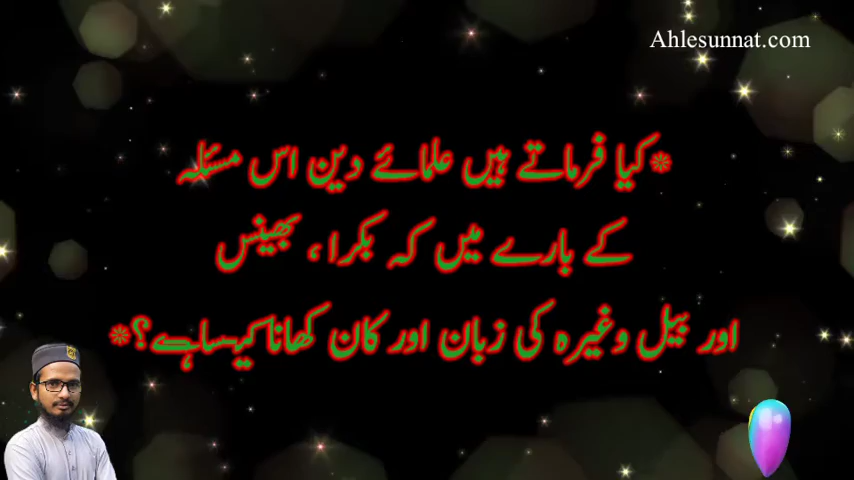 Ahlesunnat.com
*کیا فرماتے ہیں علمائے دین اس مسئلہ
کے بارے میں کہ بکرا ، بھینس
اور بیل وغیرہ کی زبان اور کان کھانا کیسا ہے؟*